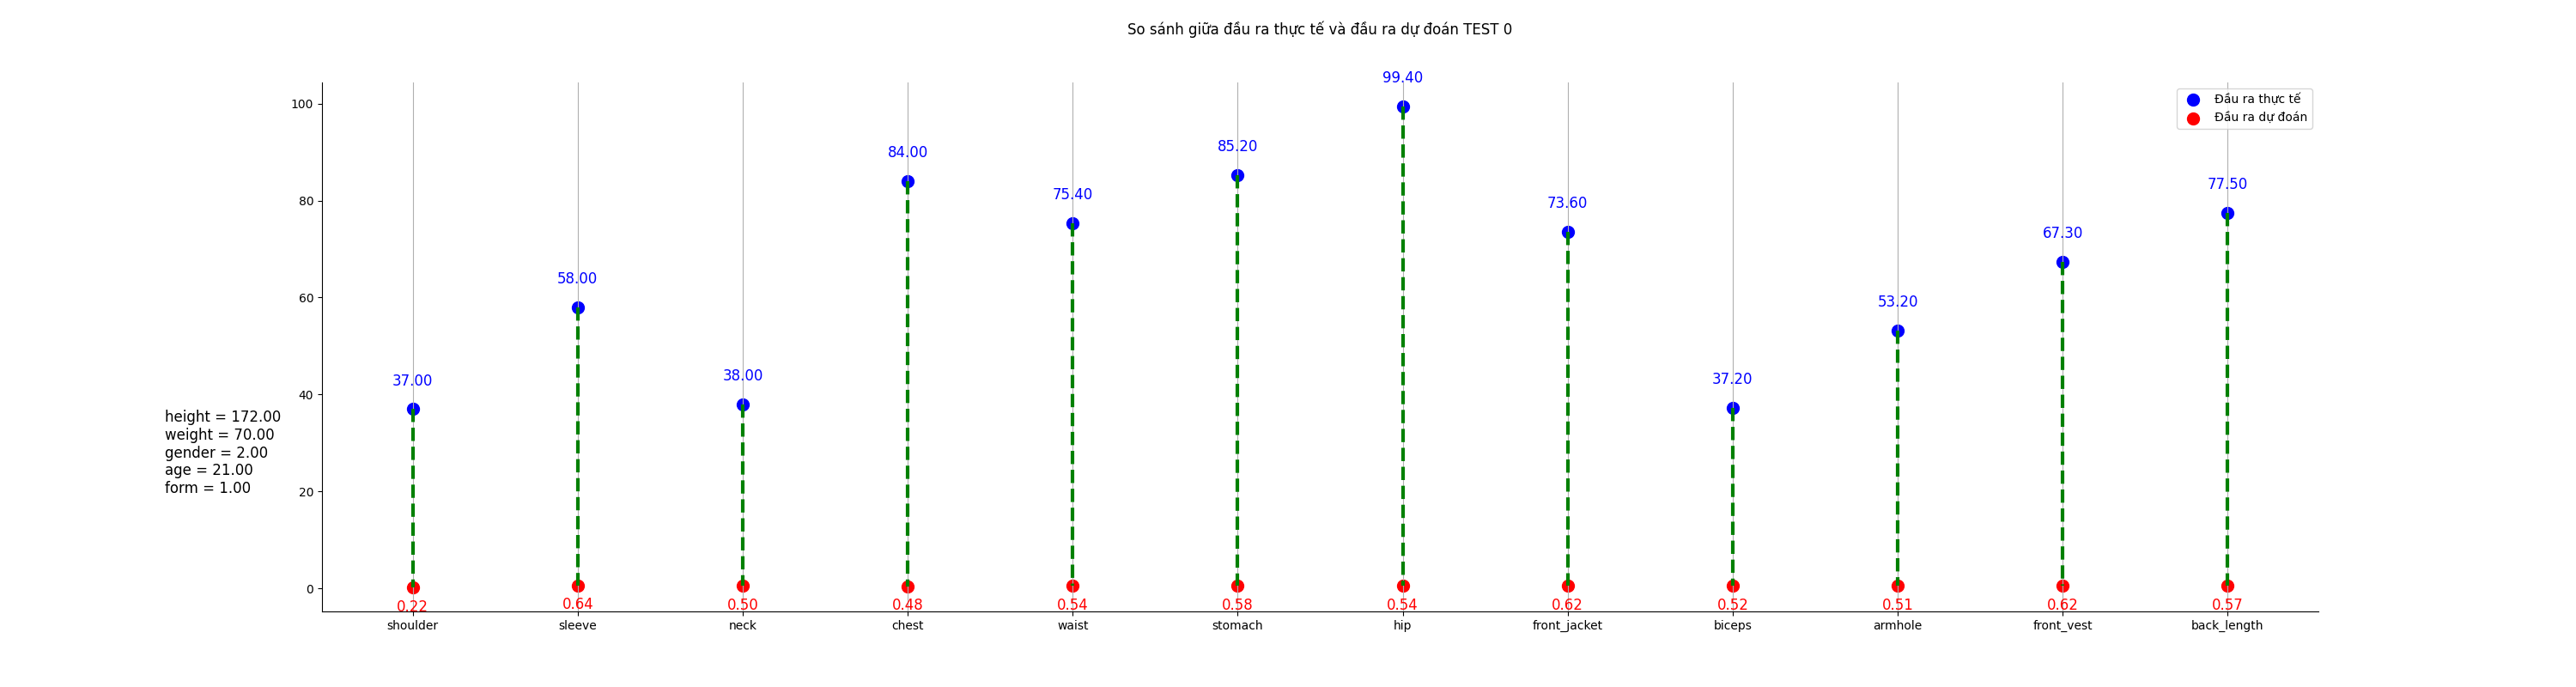 So sánh giữa đầu ra thực tế và đầu ra dự đoán TEST 0
Đầu ra thực tế
Đầu ra dự đoán
100
80
60
40
20
0
37.00
58.00
38.00
84.00
75.40
85.20
99.40
73.60
37.20
53.20
67.30
77.50
height = 172.00
weight = 70.00
gender = 2.00
age = 21.00
form = 1.00
0.22
0.64
0.50
0.48
0.54
0.58
0.54
0.62
0.52
0.51
0.62
0.57
shoulder
sleeve
neck
chest
waist
stomach
hip
front_jacket
biceps
armhole
front_vest
back_length